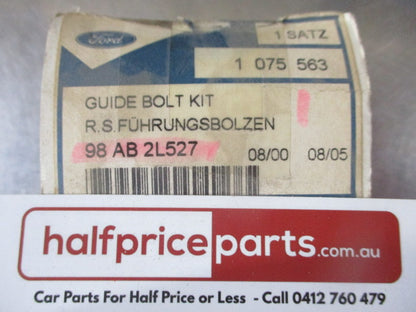 Ford
1 SATZ
1 075 563
GUIDE BOLT KIT
R.S.FÜHRUNGSBOLZEN
98 AB 2L527 08/00 08/05
halfpriceparts.com.au
Car Parts For Half Price or Less - Call 0412 760 479